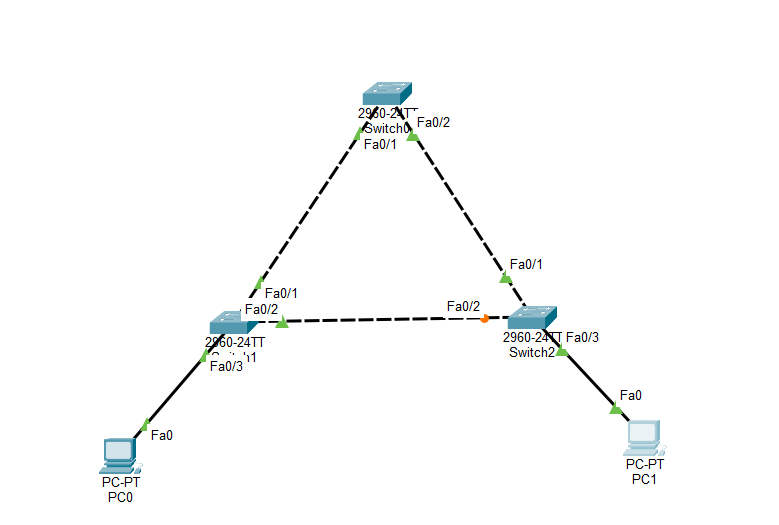 2960-24TT
Switch0
Fa0/2
Fa0/1
Fa0/1
Fa0/1
Fa0/2
Fa0/2
2960-24TT
Switch1
Fa0/3
2960-24TT
Switch2
Fa0/3
Fa0
PC-PT
PC0
Fa0
PC-PT
PC1